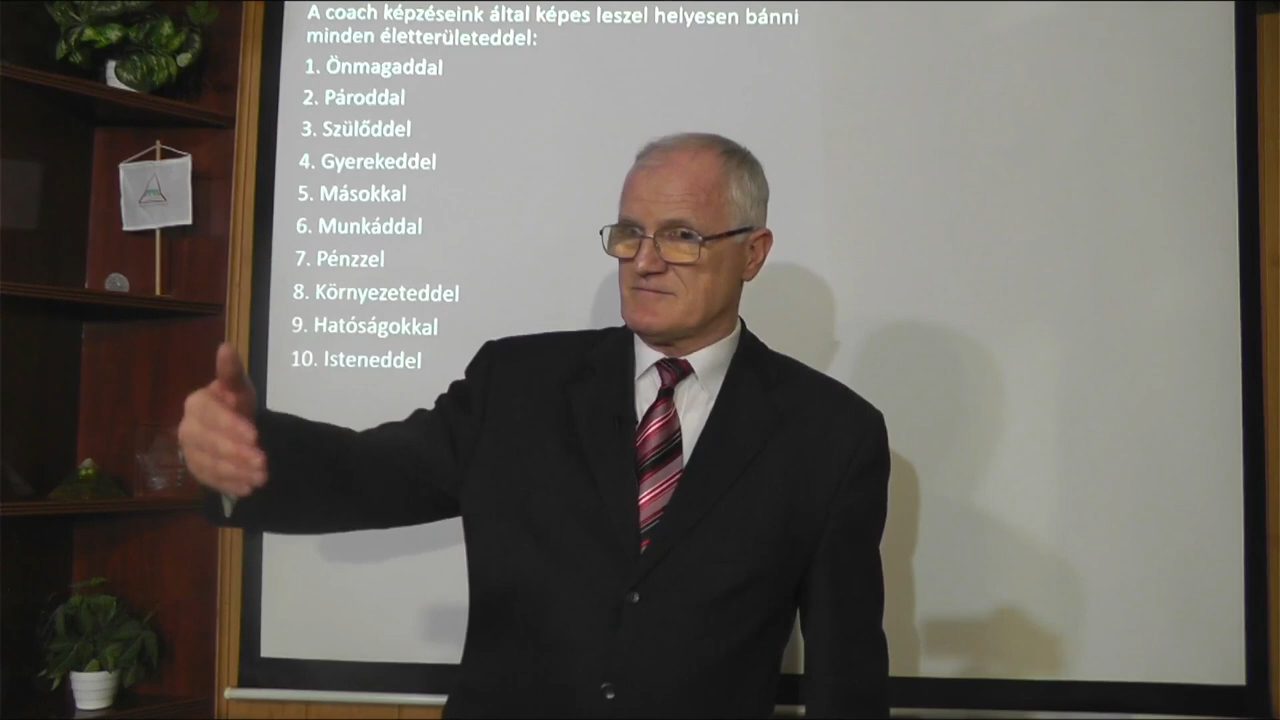 A coach képzéseink által képes leszel helyesen bánni
minden életterületeddel:
1. Önmagaddal
2. Pároddal
3. Szülőddel
4. Gyerekeddel
5. Másokkal
6. Munkáddal
7. Pénzzel
8. Környezeteddel
9. Hatóságokkal
10. Isteneddel